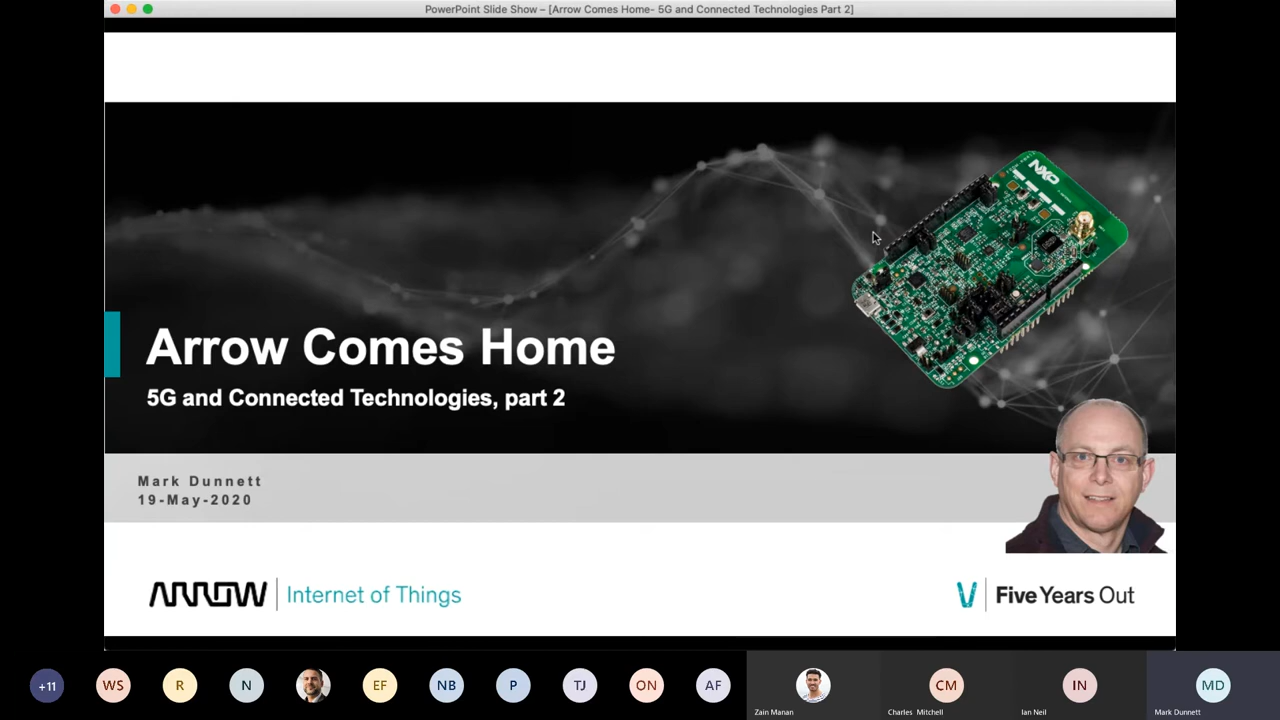 PowerPoint Slide Show – [Arrow Comes Home- 5G and Connected Technologies Part 2]
NXP
Arrow Comes Home
5G and Connected Technologies, part 2
Mark Dunnett
19-May-2020
ARROW Internet of Things
Five Years Out
+11 WS R N EF NB P TJ ON AF CM IN MD
Zain Manan Charles Mitchell Ian Neil Mark Dunnett